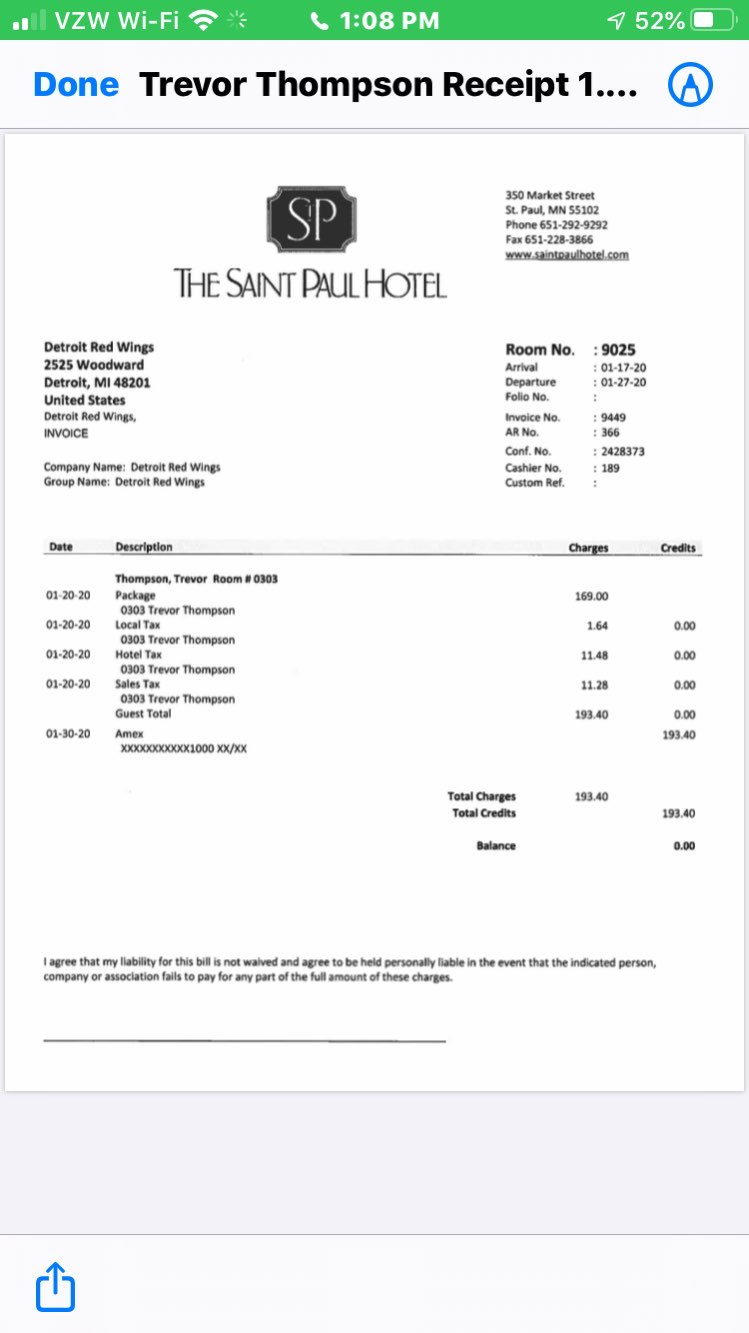 VZW Wi-Fi 1:08 PM 52%
Done Trevor Thompson Receipt 1....
SP
THE SAINT PAUL HOTEL
350 Market Street
St. Paul, MN 55102
Phone 651-292-9292
Fax 651-228-3866
www.saintpaulhotel.com
Detroit Red Wings
2525 Woodward
Detroit, MI 48201
United States
Detroit Red Wings,
INVOICE
Company Name: Detroit Red Wings
Group Name: Detroit Red Wings
Room No. : 9025
Arrival : 01-17-20
Departure : 01-27-20
Folio No. :
Invoice No. : 9449
AR No. : 366
Conf. No. : 2428373
Cashier No. : 189
Custom Ref. :
Date Description Charges Credits
Thompson, Trevor Room # 0303
01-20-20 Package 169.00
0303 Trevor Thompson
01-20-20 Local Tax 1.64 0.00
0303 Trevor Thompson
01-20-20 Hotel Tax 11.48 0.00
0303 Trevor Thompson
01-20-20 Sales Tax 11.28 0.00
0303 Trevor Thompson
Guest Total 193.40 0.00
01-30-20 Amex 193.40
XXXXXXXXXXX1000 XX/XX
Total Charges 193.40
Total Credits 193.40
Balance 0.00
I agree that my liability for this bill is not waived and agree to be held personally liable in the event that the indicated person,
company or association fails to pay for any part of the full amount of these charges.